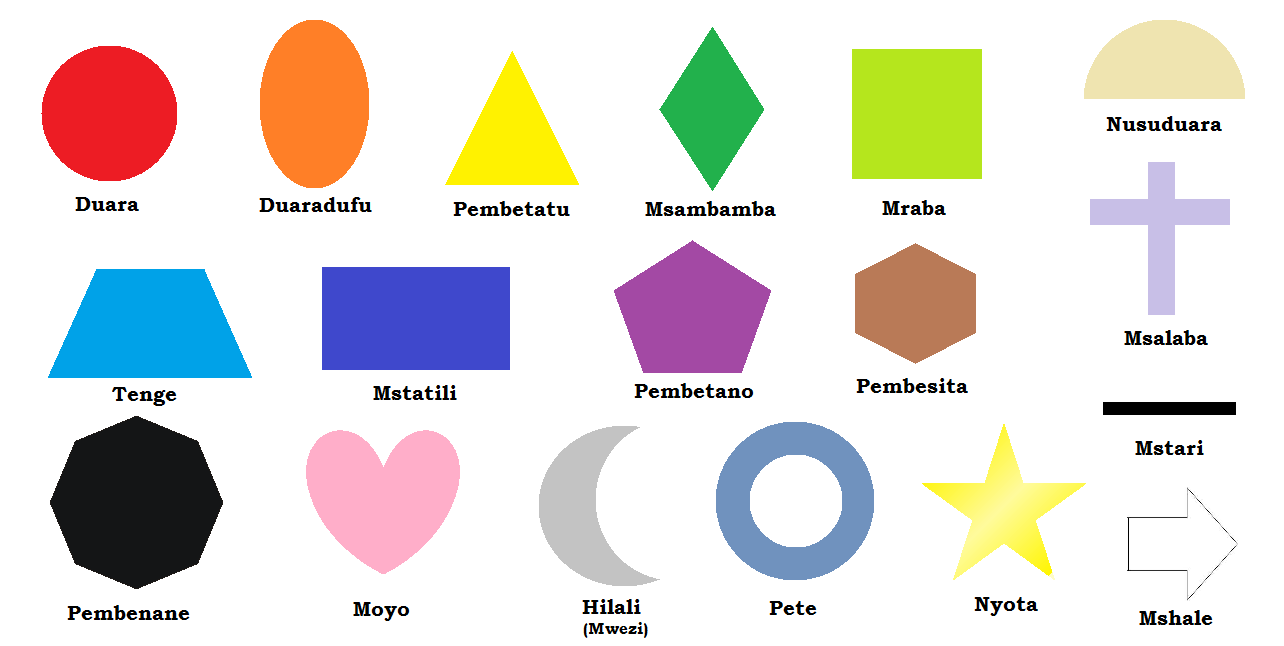 Duara
Duaradufu
Pembetatu
Msambamba
Mraba
Nusuduara
Msalaba
Tenge
Mstatili
Pembetano
Pembesita
Mstari
Pembenane
Moyo
Hilali
(Mwezi)
Pete
Nyota
Mshale